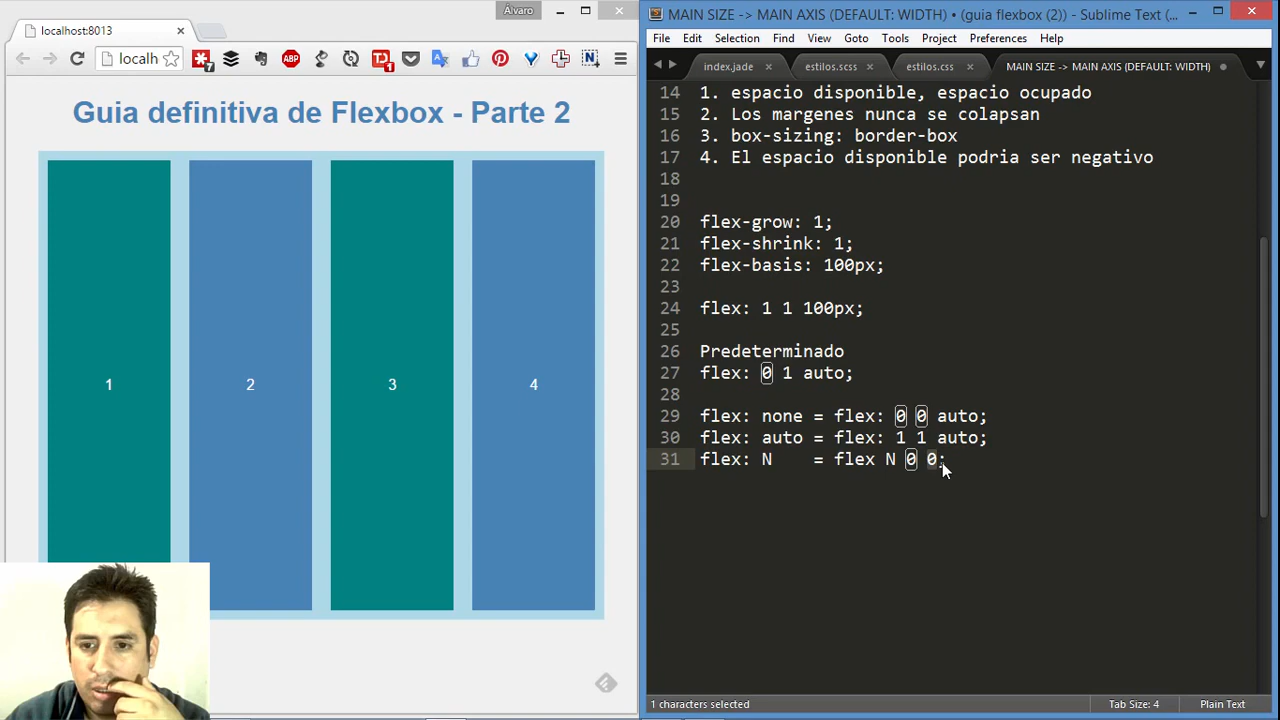 Álvaro
localhost:8013
localh
7
ABP
1
Guia definitiva de Flexbox - Parte 2
1
2
3
4
MAIN SIZE -> MAIN AXIS (DEFAULT: WIDTH) • (guia flexbox (2)) - Sublime Text (...
File Edit Selection Find View Goto Tools Project Preferences Help
index.jade estilos.scss estilos.css MAIN SIZE -> MAIN AXIS (DEFAULT: WIDTH)
14 1. espacio disponible, espacio ocupado
15 2. Los margenes nunca se colapsan
16 3. box-sizing: border-box
17 4. El espacio disponible podria ser negativo
18
19
20 flex-grow: 1;
21 flex-shrink: 1;
22 flex-basis: 100px;
23
24 flex: 1 1 100px;
25
26 Predeterminado
27 flex: 0 1 auto;
28
29 flex: none = flex: 0 0 auto;
30 flex: auto = flex: 1 1 auto;
31 flex: N    = flex N 0 0;
1 characters selected
Tab Size: 4
Plain Text